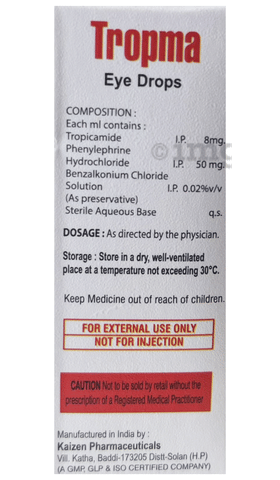 Tropma
Eye Drops
COMPOSITION :
Each ml contains :
Tropicamide I.P. 8mg.
Phenylephrine
Hydrochloride I.P. 50 mg.
Benzalkonium Chloride
Solution I.P. 0.02%v/v
(As preservative)
Sterile Aqueous Base q.s.
DOSAGE : As directed by the physician.
Storage : Store in a dry, well-ventilated
place at a temperature not exceeding 30°C.
Keep Medicine out of reach of children.
FOR EXTERNAL USE ONLY
NOT FOR INJECTION
CAUTION Not to be sold by retail without the
prescription of a Registered Medical Practitioner
Manufactured in India by :
Kaizen Pharmaceuticals
Vill. Katha, Baddi-173205 Distt-Solan (H.P)
(A GMP, GLP & ISO CERTIFIED COMPANY)